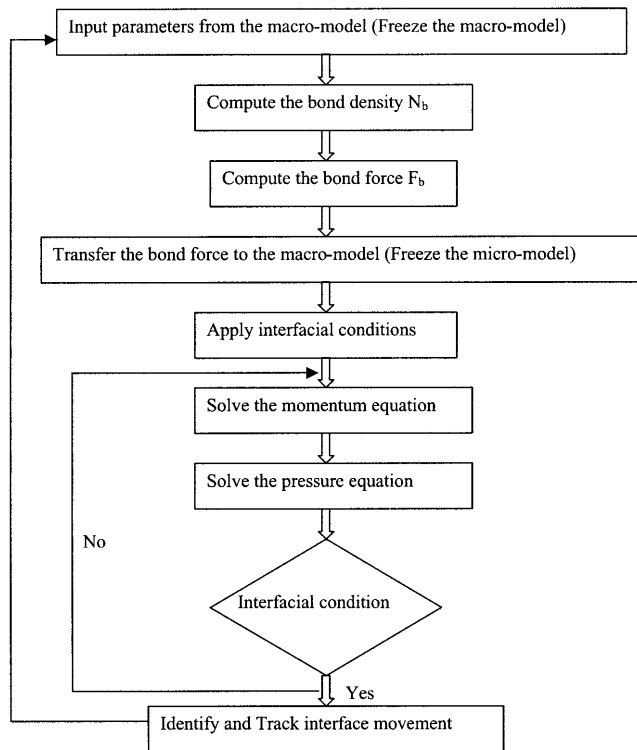 Input parameters from the macro-model (Freeze the macro-model)
Compute the bond density N_b
Compute the bond force F_b
Transfer the bond force to the macro-model (Freeze the micro-model)
Apply interfacial conditions
Solve the momentum equation
Solve the pressure equation
No
Interfacial condition
Yes
Identify and Track interface movement